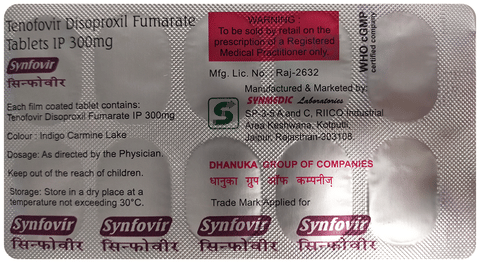 Tenofovir Disoproxil Fumarate
Tablets IP 300mg
Synfovir
सिन्फोवीर
Each film coated tablet contains:
Tenofovir Disoproxil Fumarate IP 300mg
Colour : Indigo Carmine Lake
Dosage: As directed by the Physician.
Keep out of the reach of children.
Storage: Store in a dry place at a
temperature not exceeding 30°C.
WARNING :
To be sold by retail on the
prescription of a Registered
Medical Practitioner only.
Mfg. Lic. No. : Raj-2632
Manufactured & Marketed by:
S
SYNMEDIC Laboratories
SP-3-5 A and C, RIICO Industrial
Area Keshwana, Kotputli,
Jaipur, Rajasthan-303108.
DHANUKA GROUP OF COMPANIES
धानुका ग्रुप ऑफ कम्पनीज़
Trade Mark Applied for
WHO cGMP
certified company
Synfovir Synfovir Synfovir Synfovir
सिन्फोवीर सिन्फोवीर सिन्फोवीर सिन्फोवीर